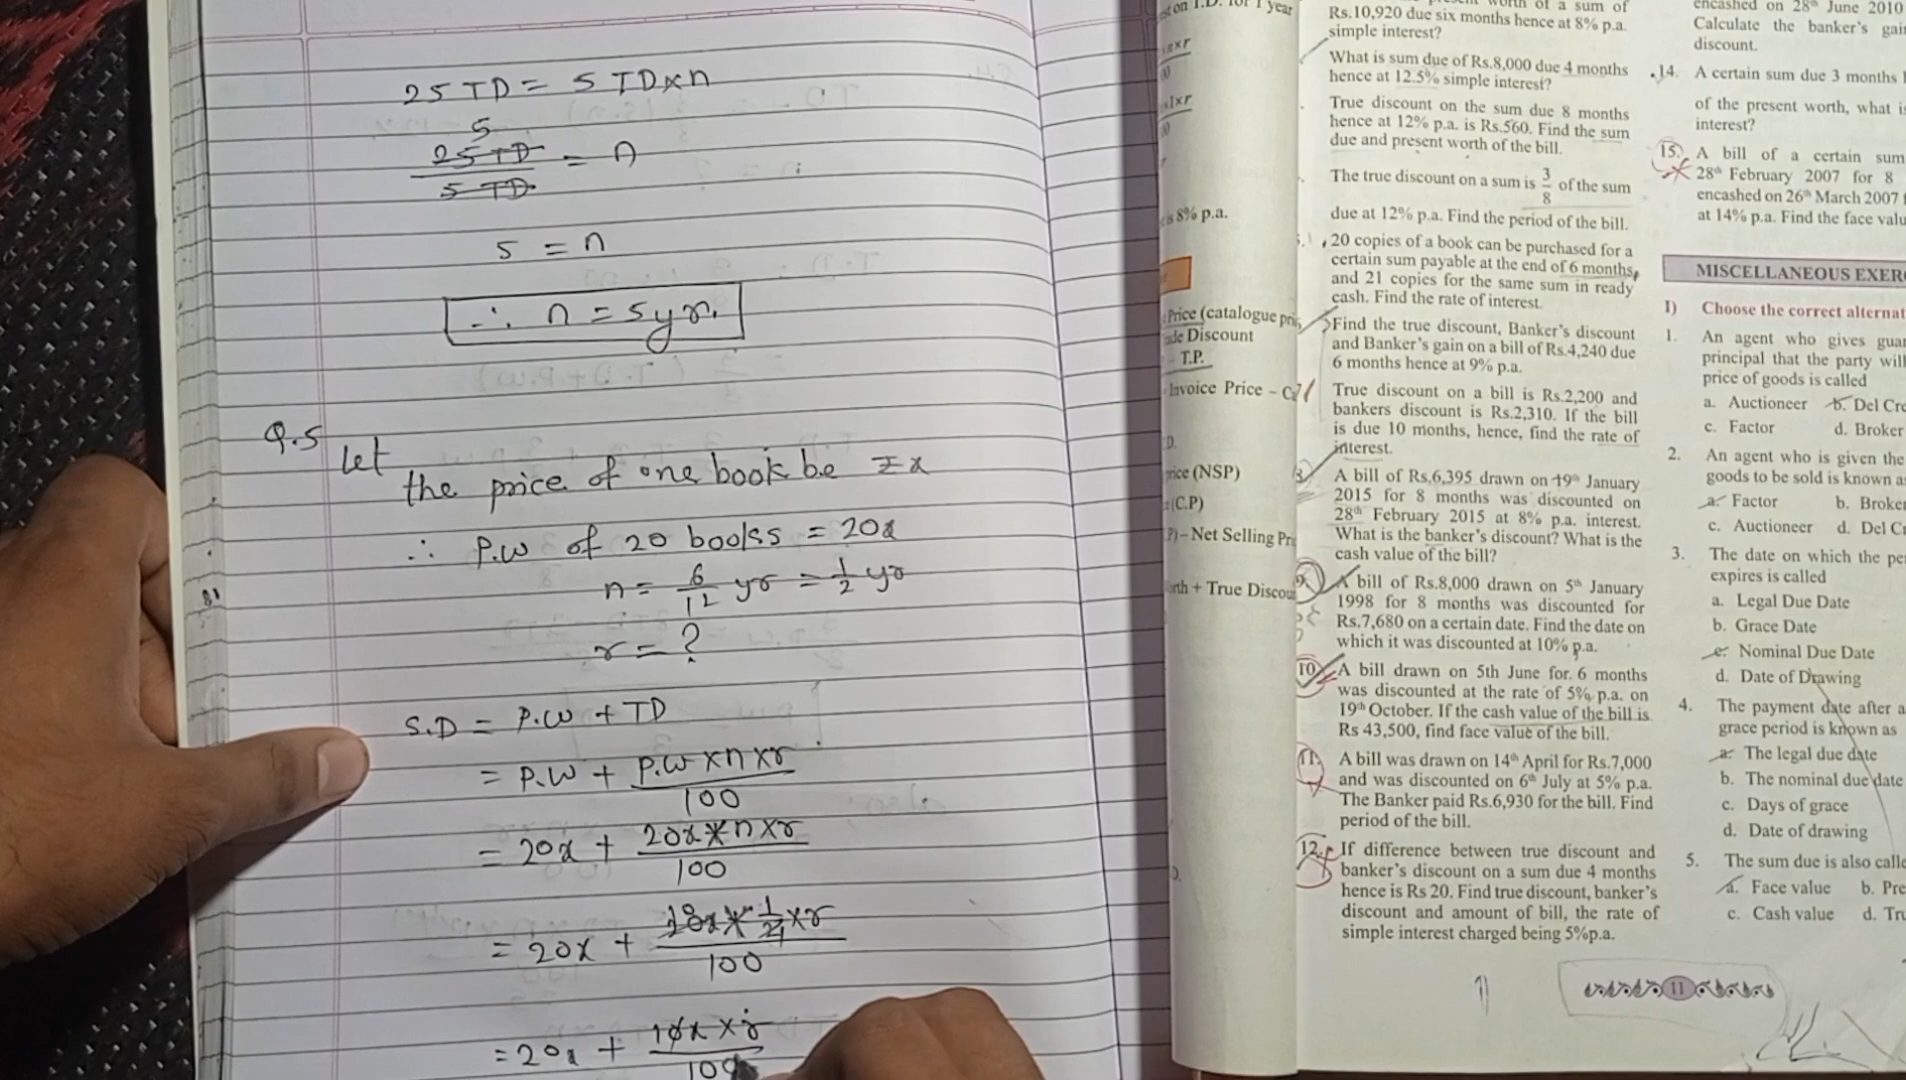 25 TD = 5 TD×n
5
25 TD
5 TD
= n
5 = n
∴ n = 5 yr.
Q.5 Let
the price of one book be ₹ x
∴ P.W of 20 books = 20x
n = 6/12 yr = 1/2 yr
r = ?
S.D = P.W + TD
= P.W + P.W×n×r
100
= 20x + 20x×n×r
100
= 20x +
100
= 20x + 10x×r
on T.D. for 1 year
8% p.a.
Price (catalogue
Discount
T.P.
Invoice Price –
(NSP)
(C.P)
– Net Selling
+ True
of a sum of
Rs.10,920 due six months hence at 8% p.a.
simple interest?
What is sum due of Rs.8,000 due 4 months
hence at 12.5% simple interest?
True discount on the sum due 8 months
hence at 12% p.a. is Rs.560. Find the sum
due and present worth of the bill.
The true discount on a sum is 3/8 of the sum
due at 12% p.a. Find the period of the bill.
20 copies of a book can be purchased for a
certain sum payable at the end of 6 months,
and 21 copies for the same sum in ready
cash. Find the rate of interest.
Find the true discount, Banker's discount
and Banker's gain on a bill of Rs.4,240 due
6 months hence at 9% p.a.
True discount on a bill is Rs.2,200 and
bankers discount is Rs.2,310. If the bill
is due 10 months, hence, find the rate of
interest.
A bill of Rs.6,395 drawn on 19th January
2015 for 8 months was discounted on
28th February 2015 at 8% p.a. interest.
What is the banker's discount? What is the
cash value of the bill?
9. A bill of Rs.8,000 drawn on 5th January
1998 for 8 months was discounted for
Rs.7,680 on a certain date. Find the date on
which it was discounted at 10% p.a.
10. A bill drawn on 5th June for 6 months
was discounted at the rate of 5% p.a. on
19th October. If the cash value of the bill is
Rs 43,500, find face value of the bill.
11. A bill was drawn on 14th April for Rs.7,000
and was discounted on 6th July at 5% p.a.
The Banker paid Rs.6,930 for the bill. Find
period of the bill.
12. If difference between true discount and
banker's discount on a sum due 4 months
hence is Rs 20. Find true discount, banker's
discount and amount of bill, the rate of
simple interest charged being 5%p.a.
11
encashed on 28th June 2010
Calculate the banker's
discount.
14. A certain sum due 3 months
of the present worth, what
interest?
15. A bill of a certain sum
28th February 2007 for 8
encashed on 26th March 2007
at 14% p.a. Find the face
MISCELLANEOUS
I) Choose the correct
1. An agent who gives
principal that the party will
price of goods is called
a. Auctioneer b. Del
c. Factor d. Broker
2. An agent who is given the
goods to be sold is known
a. Factor b.
c. Auctioneer d. Del
3. The date on which the
expires is called
a. Legal Due Date
b. Grace Date
c. Nominal Due Date
d. Date of Drawing
4. The payment date after a
grace period is known as
a. The legal due date
b. The nominal due date
c. Days of grace
d. Date of drawing
5. The sum due is also
a. Face value b.
c. Cash value d.